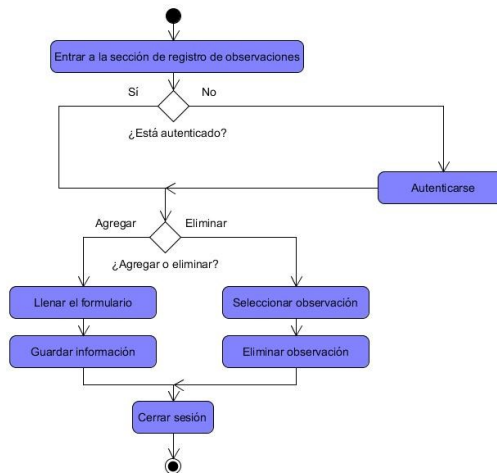 Entrar a la sección de registro de observaciones
Sí
No
¿Está autenticado?
Autenticarse
Agregar
Eliminar
¿Agregar o eliminar?
Llenar el formulario
Seleccionar observación
Guardar información
Eliminar observación
Cerrar sesión